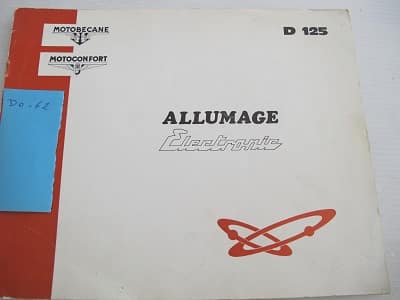 MOTOBECANE
D 125
MOTOCONFORT
DO-62
ALLUMAGE
Electronic